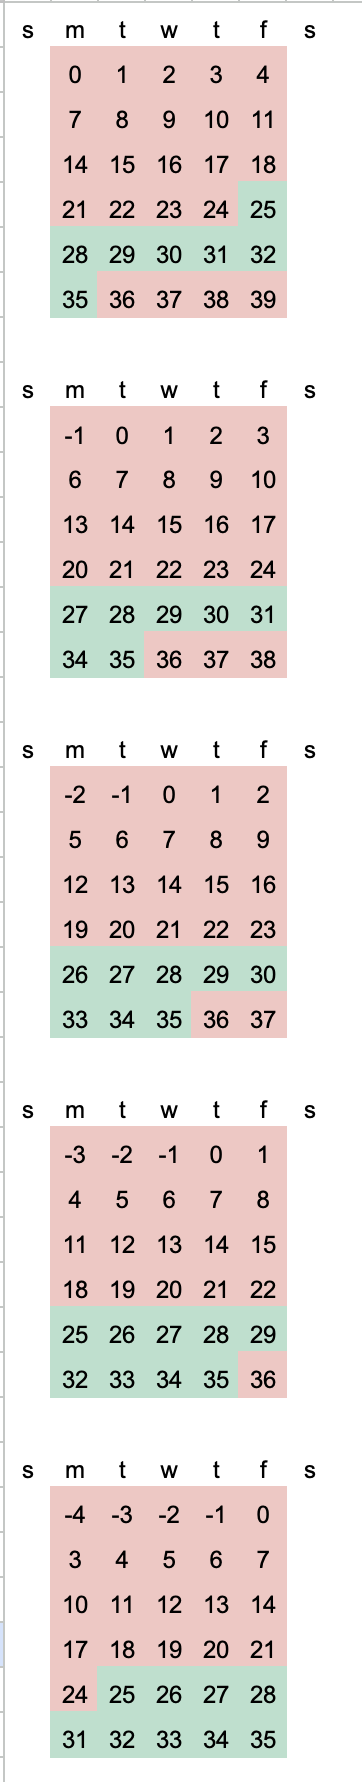 s m t w t f s
0 1 2 3 4
7 8 9 10 11
14 15 16 17 18
21 22 23 24 25
28 29 30 31 32
35 36 37 38 39
s m t w t f s
-1 0 1 2 3
6 7 8 9 10
13 14 15 16 17
20 21 22 23 24
27 28 29 30 31
34 35 36 37 38
s m t w t f s
-2 -1 0 1 2
5 6 7 8 9
12 13 14 15 16
19 20 21 22 23
26 27 28 29 30
33 34 35 36 37
s m t w t f s
-3 -2 -1 0 1
4 5 6 7 8
11 12 13 14 15
18 19 20 21 22
25 26 27 28 29
32 33 34 35 36
s m t w t f s
-4 -3 -2 -1 0
3 4 5 6 7
10 11 12 13 14
17 18 19 20 21
24 25 26 27 28
31 32 33 34 35